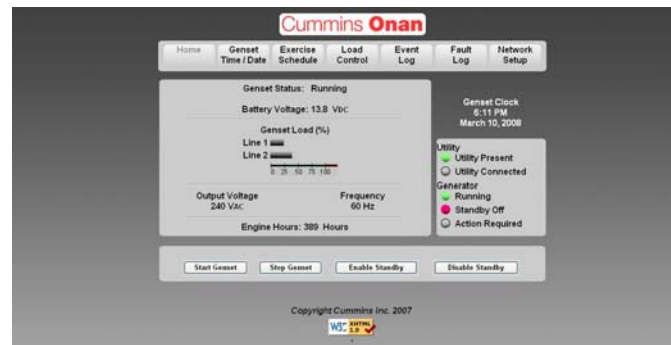 Cummins Onan
Home
Genset Time / Date
Exercise Schedule
Load Control
Event Log
Fault Log
Network Setup
Genset Status: Running
Battery Voltage: 13.8 VDC
Genset Load (%)
Line 1
Line 2
0 25 50 75 100
Output Voltage
240 VAC
Frequency
60 Hz
Engine Hours: 389 Hours
Genset Clock
6:11 PM
March 10, 2008
Utility
Utility Present
Utility Connected
Generator
Running
Standby Off
Action Required
Start Genset
Stop Genset
Enable Standby
Disable Standby
Copyright Cummins Inc. 2007
W3C XHTML 1.0